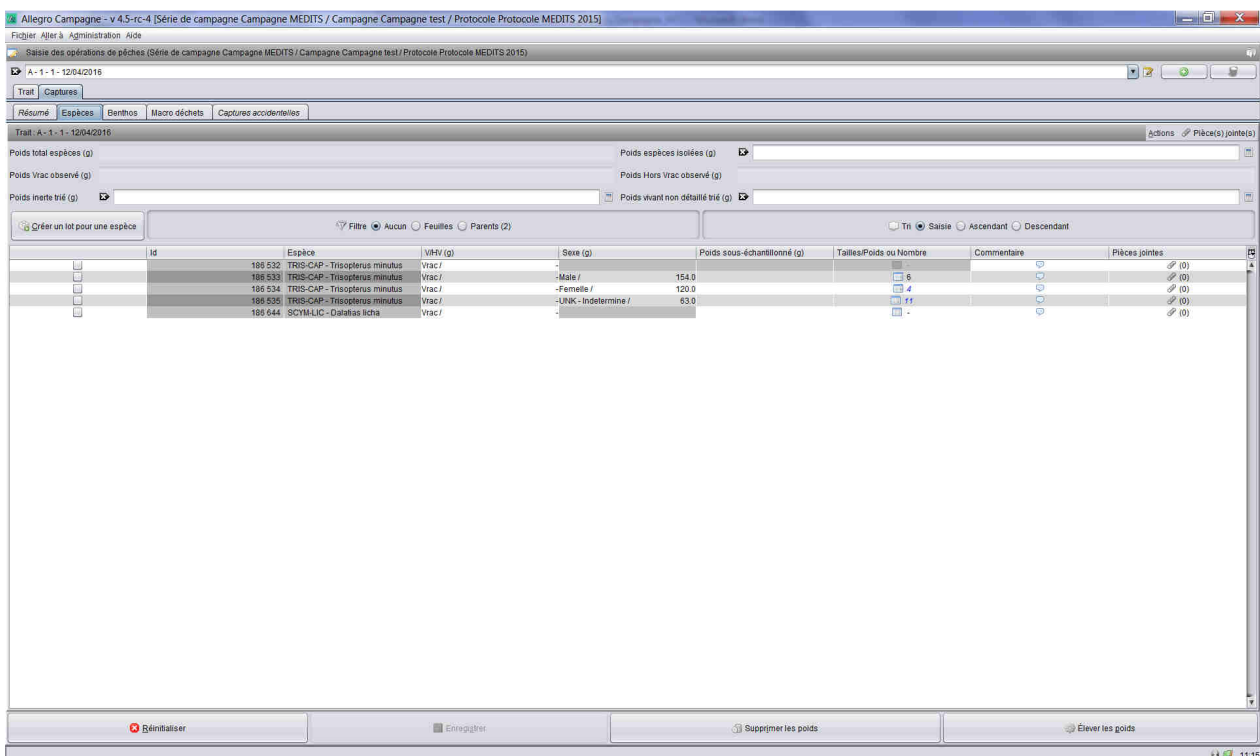 Allegro Campagne - v 4.5-rc-4 [Série de campagne Campagne MEDITS / Campagne Campagne test / Protocole Protocole MEDITS 2015]
Fichier Aller à Administration Aide
Saisie des opérations de pêches (Série de campagne Campagne MEDITS / Campagne Campagne test / Protocole Protocole MEDITS 2015)
A - 1 - 1 - 12/04/2016
Trait Captures
Résumé Espèces Benthos Macro déchets Captures accidentelles
Trait : A - 1 - 1 - 12/04/2016 Actions Pièce(s) jointe(s)
Poids total espèces (g) Poids espèces isolées (g)
Poids Vrac observé (g) Poids Hors Vrac observé (g)
Poids inerte trié (g) Poids vivant non détaillé trié (g)
Créer un lot pour une espèce Filtre Aucun Feuilles Parents (2) Tri Saisie Ascendant Descendant
Id Espèce V/HV (g) Sexe (g) Poids sous-échantillonné (g) Tailles/Poids ou Nombre Commentaire Pièces jointes
186 532 TRIS-CAP - Trisopterus minutus Vrac / - - (0)
186 533 TRIS-CAP - Trisopterus minutus Vrac / - Male / 154.0 6 (0)
186 534 TRIS-CAP - Trisopterus minutus Vrac / - Femelle / 120.0 4 (0)
186 535 TRIS-CAP - Trisopterus minutus Vrac / - UNK - Indetermine / 63.0 11 (0)
186 644 SCYM-LIC - Dalatias licha Vrac / - - (0)
Réinitialiser Enregistrer Supprimer les poids Élever les poids
11:15